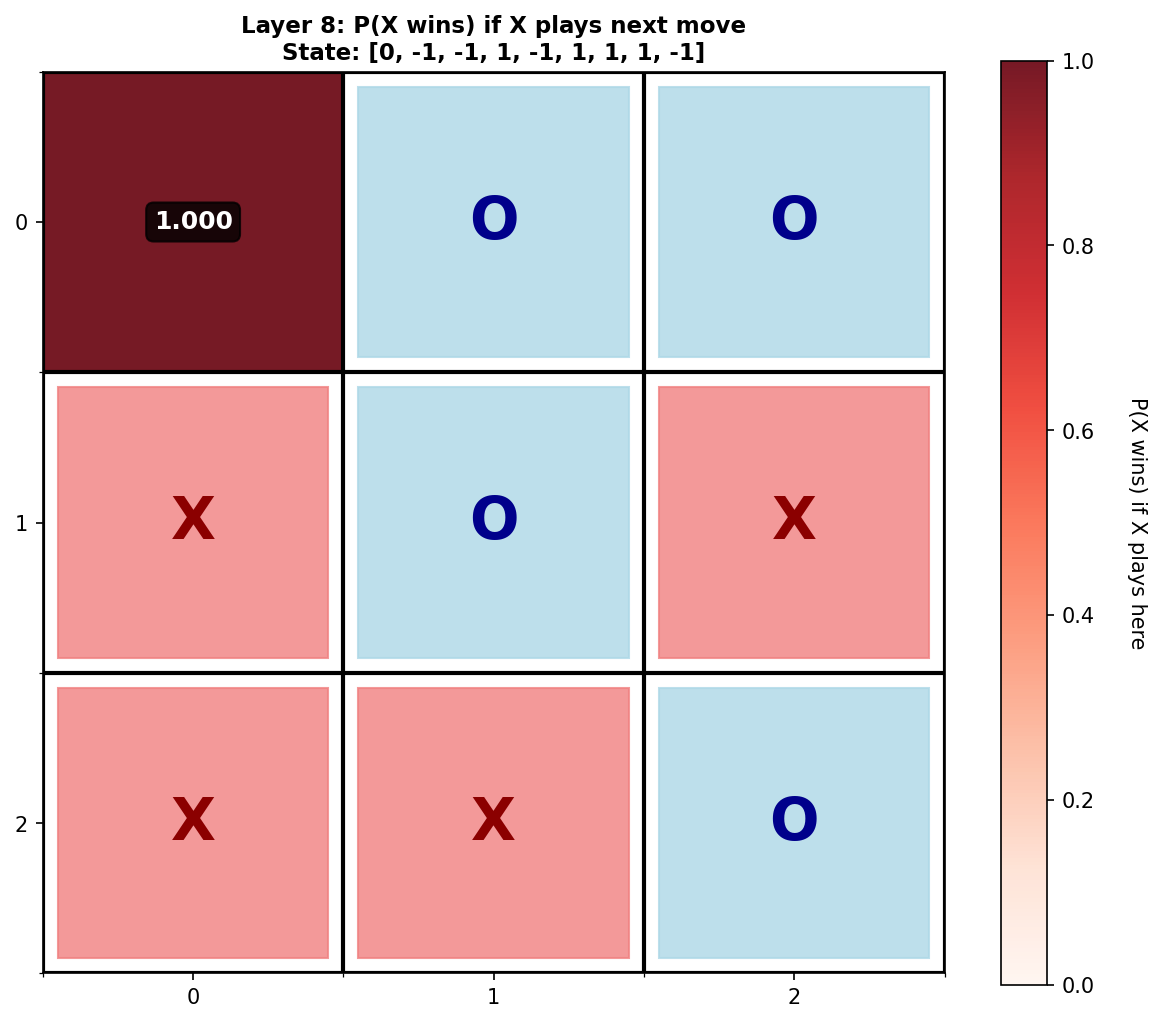 Layer 8: P(X wins) if X plays next move
State: [0, -1, -1, 1, -1, 1, 1, 1, -1]
1.000
O
O
X
O
X
X
X
O
0
1
2
0
1
2
1.0
0.8
0.6
0.4
0.2
0.0
P(X wins) if X plays here